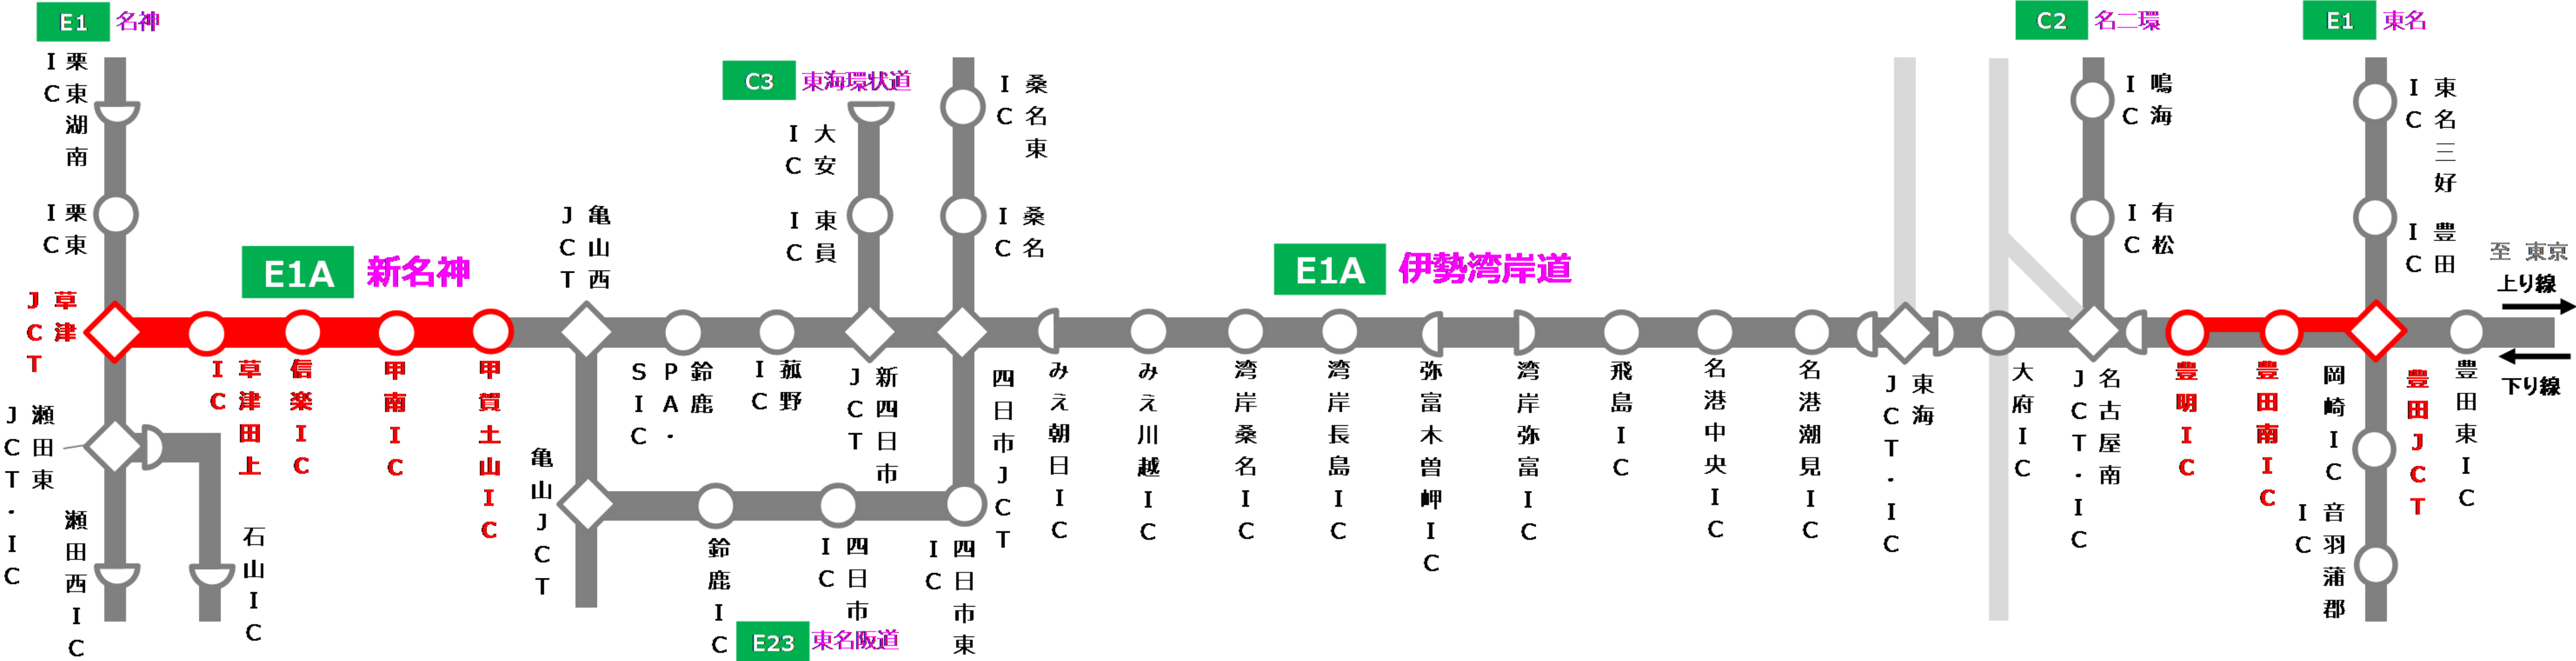 E1 名神
栗東湖南IC
栗東IC
草津JCT
瀬田東JCT・IC
瀬田西IC
石山IC
E1A 新名神
草津田上IC
信楽IC
甲南IC
甲賀土山IC
亀山西JCT
亀山JCT
鈴鹿PA・SIC
菰野IC
C3 東海環状道
大安IC
東員IC
新四日市JCT
桑名東IC
桑名IC
四日市JCT
鈴鹿IC
四日市IC
四日市東IC
E23 東名阪道
E1A 伊勢湾岸道
みえ朝日IC
みえ川越IC
湾岸桑名IC
湾岸長島IC
弥富木曽岬IC
湾岸弥富IC
飛島IC
名港中央IC
名港潮見IC
東海JCT・IC
大府IC
C2 名二環
鳴海IC
有松IC
名古屋南JCT・IC
豊明IC
豊田南IC
E1 東名
東名三好IC
豊田IC
豊田JCT
岡崎IC
音羽蒲郡IC
豊田東IC
至 東京
上り線
下り線